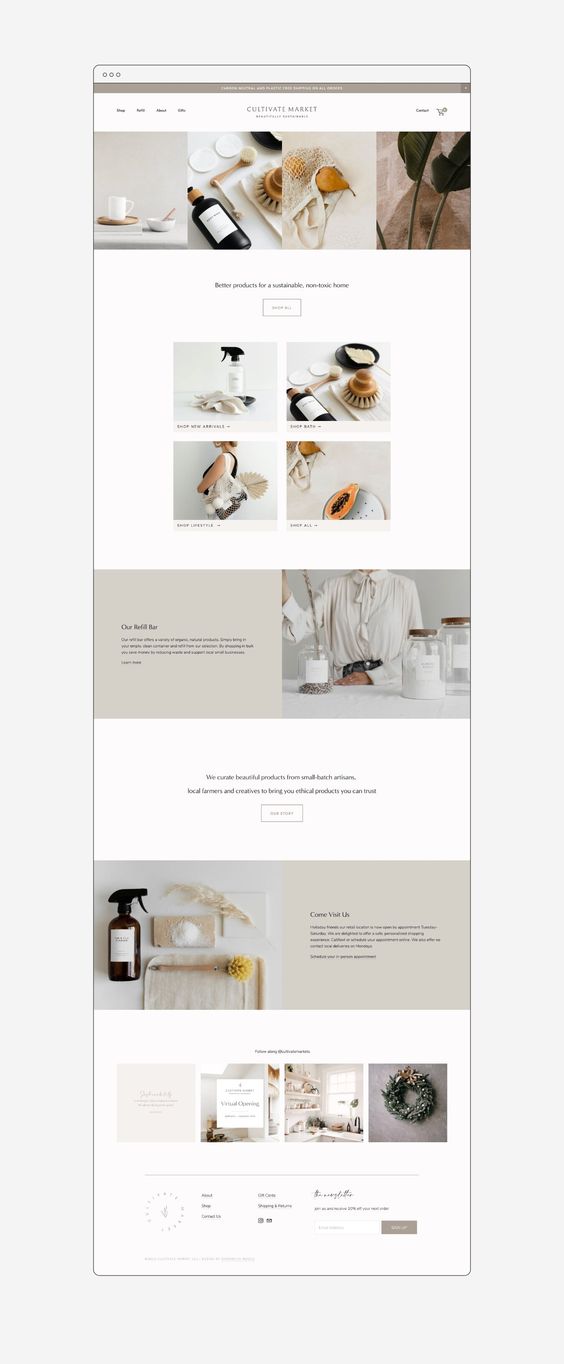 CARBON NEUTRAL AND PLASTIC FREE SHIPPING ON ALL ORDERS
Shop Refill About Gifts
CULTIVATE MARKET
BEAUTIFULLY SUSTAINABLE
Contact
Better products for a sustainable, non-toxic home
SHOP ALL
SHOP NEW ARRIVALS →
SHOP BATH →
SHOP LIFESTYLE →
SHOP ALL →
Our Refill Bar
Our refill bar offers a variety of organic, natural products. Simply bring in
your empty, clean container and refill from our selection. By shopping in bulk
you save money by reducing waste and support local small businesses.
Learn more
We curate beautiful products from small-batch artisans,
local farmers and creatives to bring you ethical products you can trust
OUR STORY
Come Visit Us
Holladay friends our retail location is now open by appointment Tuesday-
Saturday. We are delighted to offer a safe, personalized shopping
experience. Call/text or schedule your appointment online. We also offer no
contact local deliveries on Mondays.
Schedule your in-person appointment
Follow along @cultivatemarkets
CULTIVATE MARKET
Virtual Opening
CULTIVATE MARKET
About
Shop
Contact Us
Gift Cards
Shipping & Returns
the newsletter
Join us and receive 10% off your next order
Email Address
SIGN UP